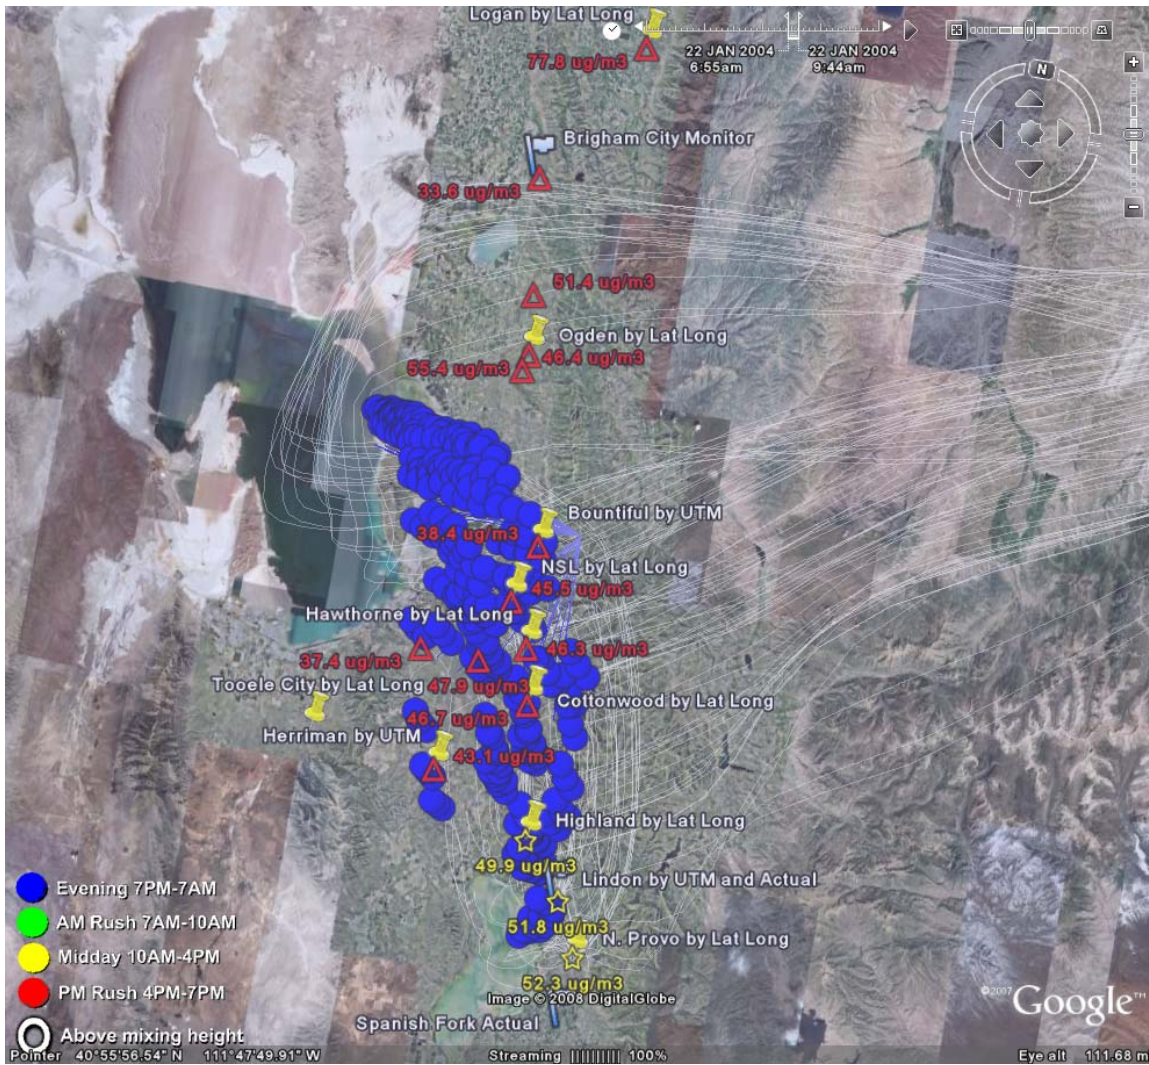 Logan by Lat Long
22 JAN 2004
6:55am
22 JAN 2004
9:44am
77.8 ug/m3
N
Brigham City Monitor
33.6 ug/m3
51.4 ug/m3
Ogden by Lat Long
46.4 ug/m3
55.4 ug/m3
Bountiful by UTM
38.4 ug/m3
NSL by Lat Long
45.5 ug/m3
Hawthorne by Lat Long
46.3 ug/m3
37.4 ug/m3
Tooele City by Lat Long
47.9 ug/m3
Cottonwood by Lat Long
46.7 ug/m3
Herriman by UTM
43.1 ug/m3
Highland by Lat Long
49.9 ug/m3
Lindon by UTM and Actual
51.8 ug/m3
N. Provo by Lat Long
52.3 ug/m3
Image © 2008 DigitalGlobe
Spanish Fork Actual
Evening 7PM-7AM
AM Rush 7AM-10AM
Midday 10AM-4PM
PM Rush 4PM-7PM
Above mixing height
©2007 Google™
Pointer 40°55'56.54" N 111°47'49.91" W
Streaming |||||||||| 100%
Eye alt 111.68 m